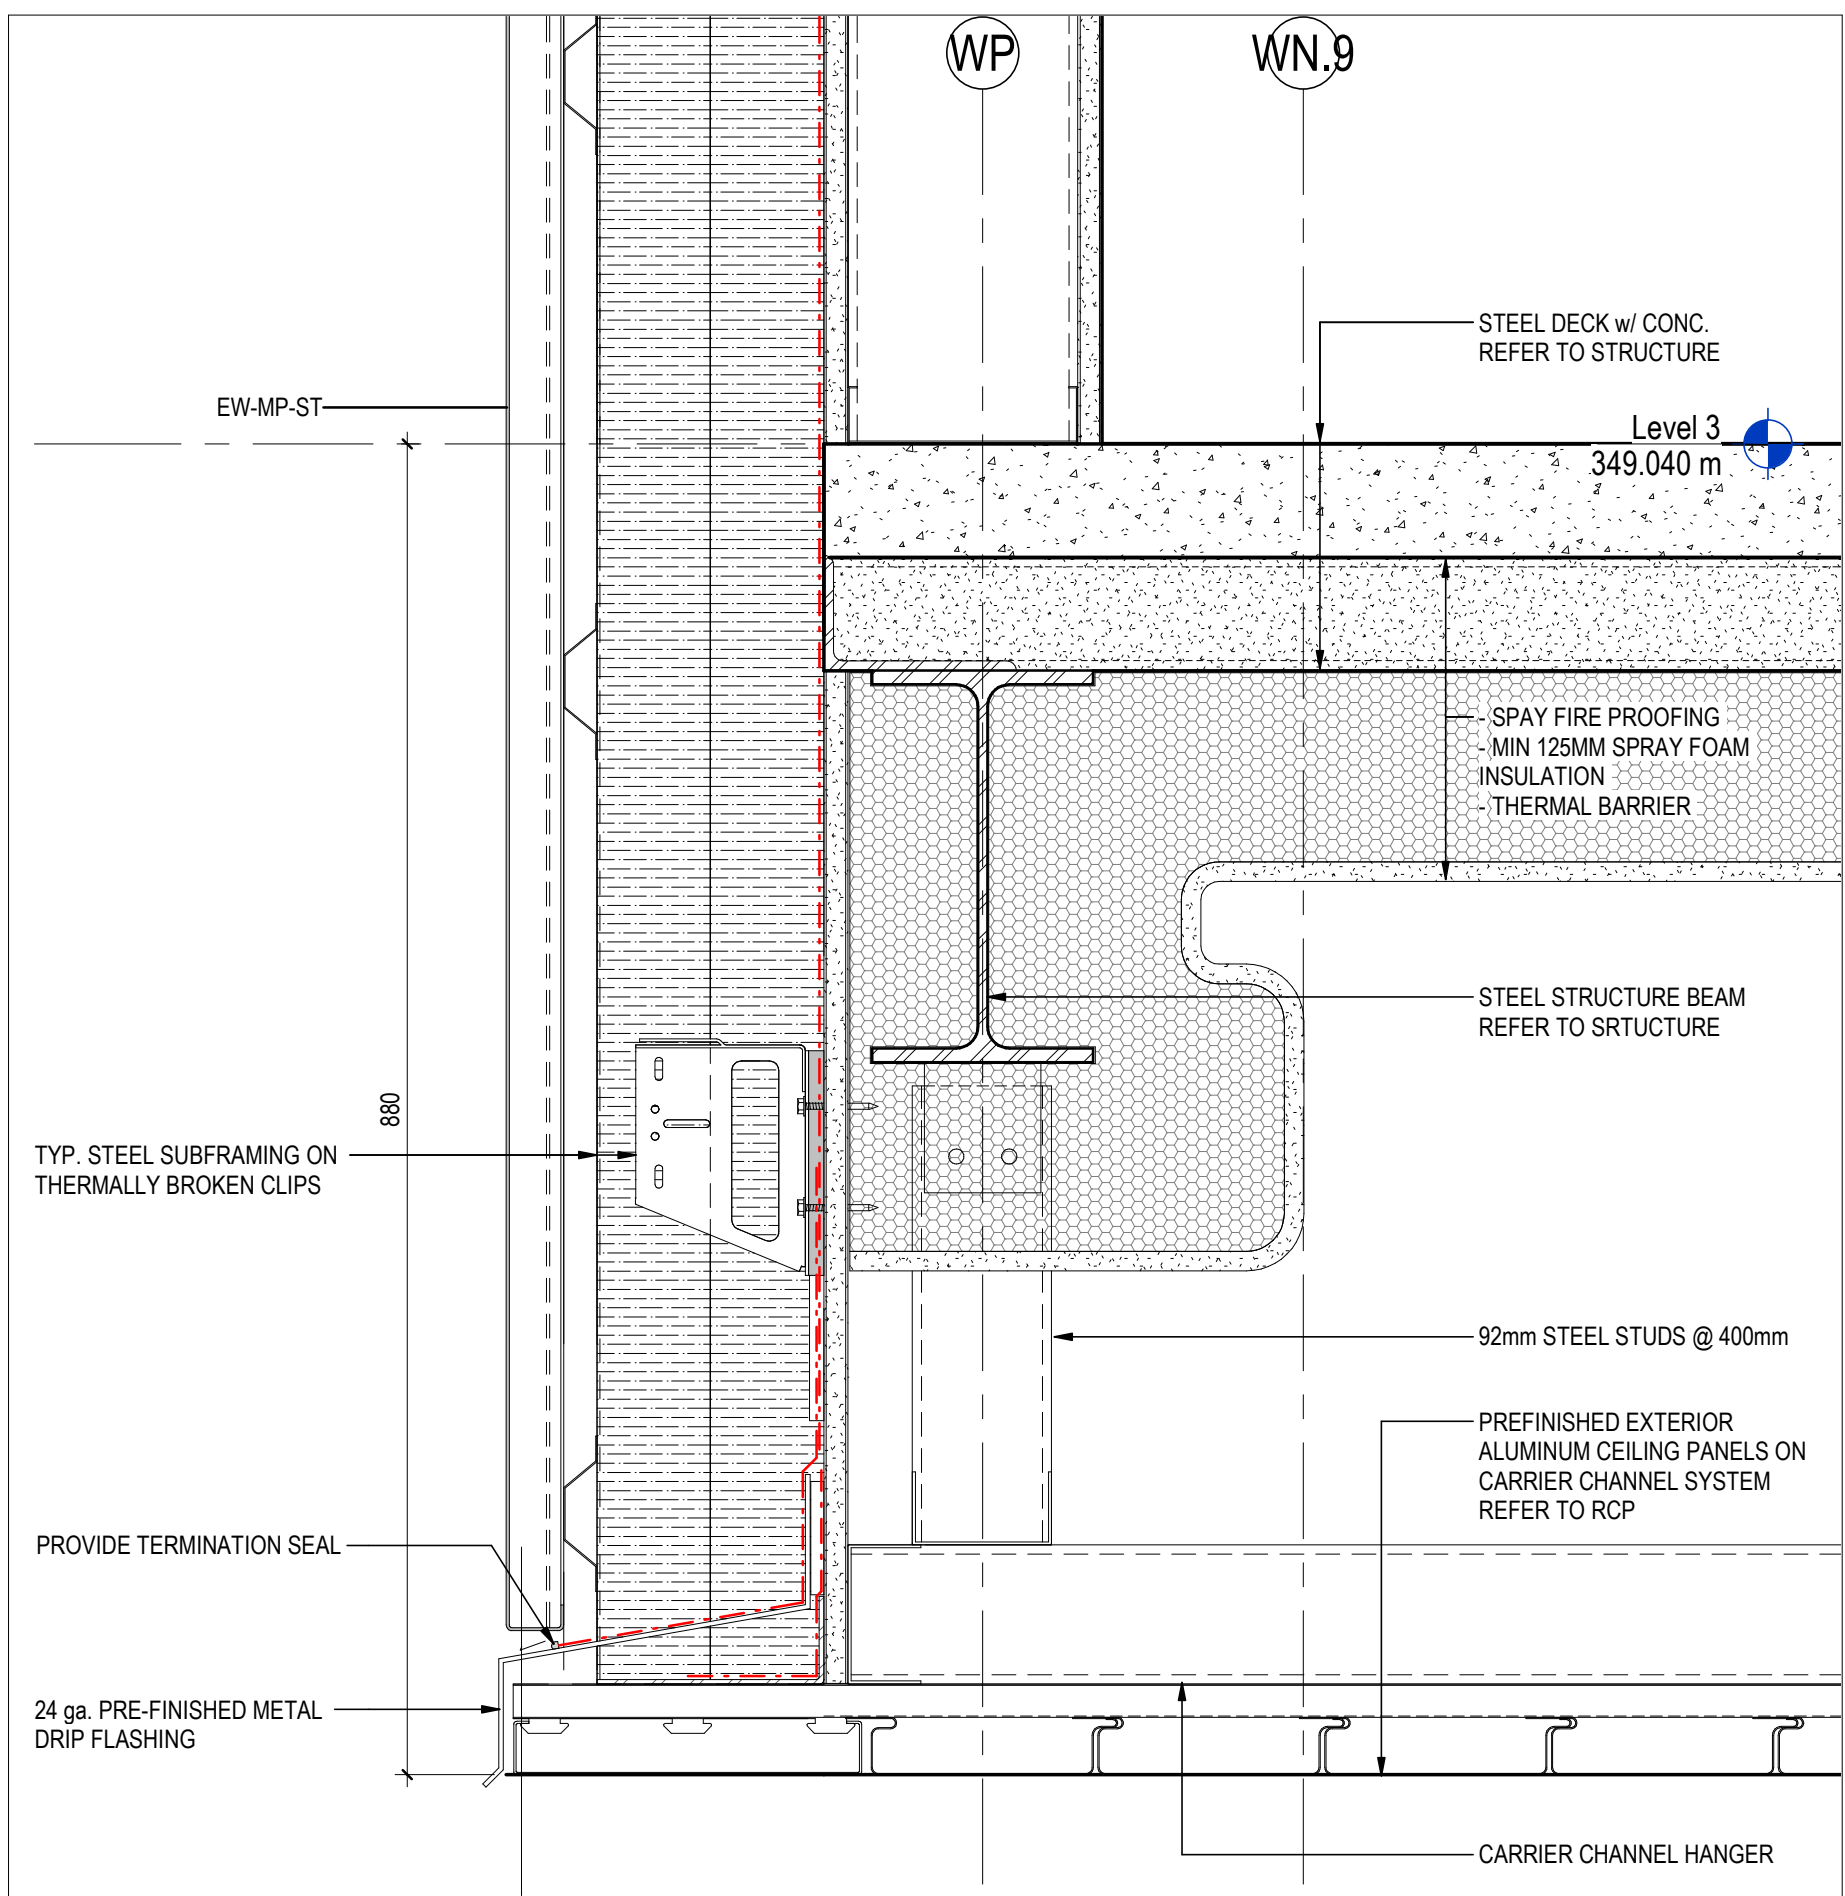 WP
WN.9
STEEL DECK w/ CONC.
REFER TO STRUCTURE
EW-MP-ST
Level 3
349.040 m
- SPAY FIRE PROOFING
- MIN 125MM SPRAY FOAM
INSULATION
- THERMAL BARRIER
STEEL STRUCTURE BEAM
REFER TO SRTUCTURE
880
TYP. STEEL SUBFRAMING ON
THERMALLY BROKEN CLIPS
92mm STEEL STUDS @ 400mm
PREFINISHED EXTERIOR
ALUMINUM CEILING PANELS ON
CARRIER CHANNEL SYSTEM
REFER TO RCP
PROVIDE TERMINATION SEAL
24 ga. PRE-FINISHED METAL
DRIP FLASHING
CARRIER CHANNEL HANGER